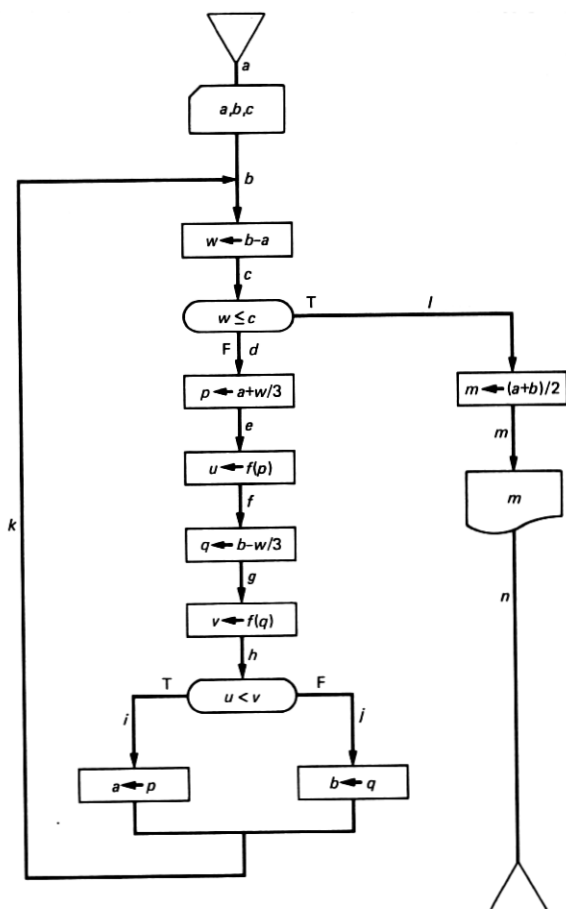 a
a,b,c
b
w ← b–a
c
w ≤ c
T
l
F d
p ← a+w/3
m ← (a+b)/2
e
m
u ← f(p)
m
f
k
q ← b–w/3
g
n
v ← f(q)
h
T
u < v
F
i
j
a ← p
b ← q